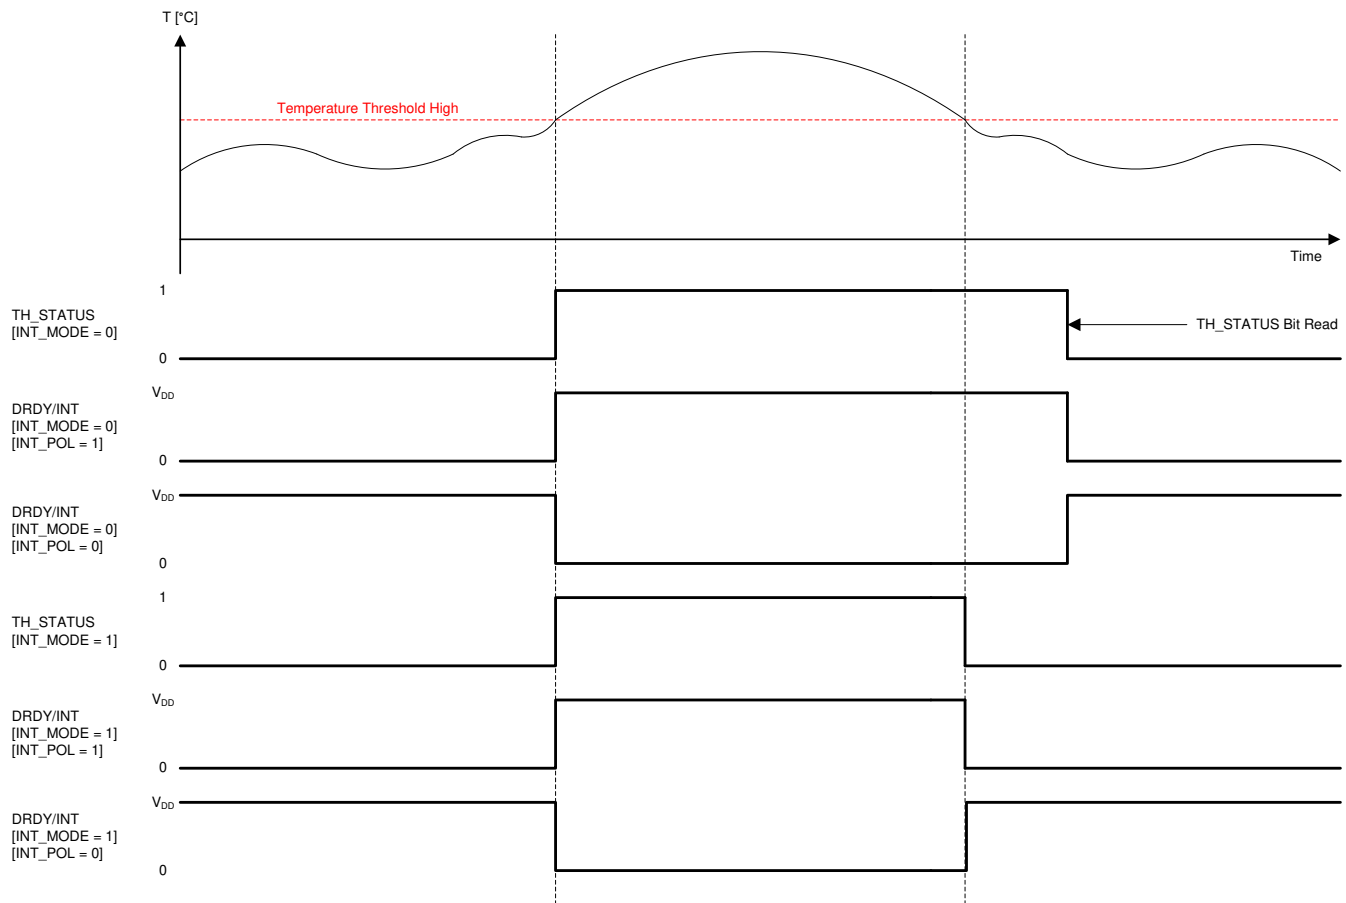 T [°C]
Temperature Threshold High
Time
1
TH_STATUS
[INT_MODE = 0]
TH_STATUS Bit Read
0
VDD
DRDY/INT
[INT_MODE = 0]
[INT_POL = 1]
0
VDD
DRDY/INT
[INT_MODE = 0]
[INT_POL = 0]
0
1
TH_STATUS
[INT_MODE = 1]
0
VDD
DRDY/INT
[INT_MODE = 1]
[INT_POL = 1]
0
VDD
DRDY/INT
[INT_MODE = 1]
[INT_POL = 0]
0